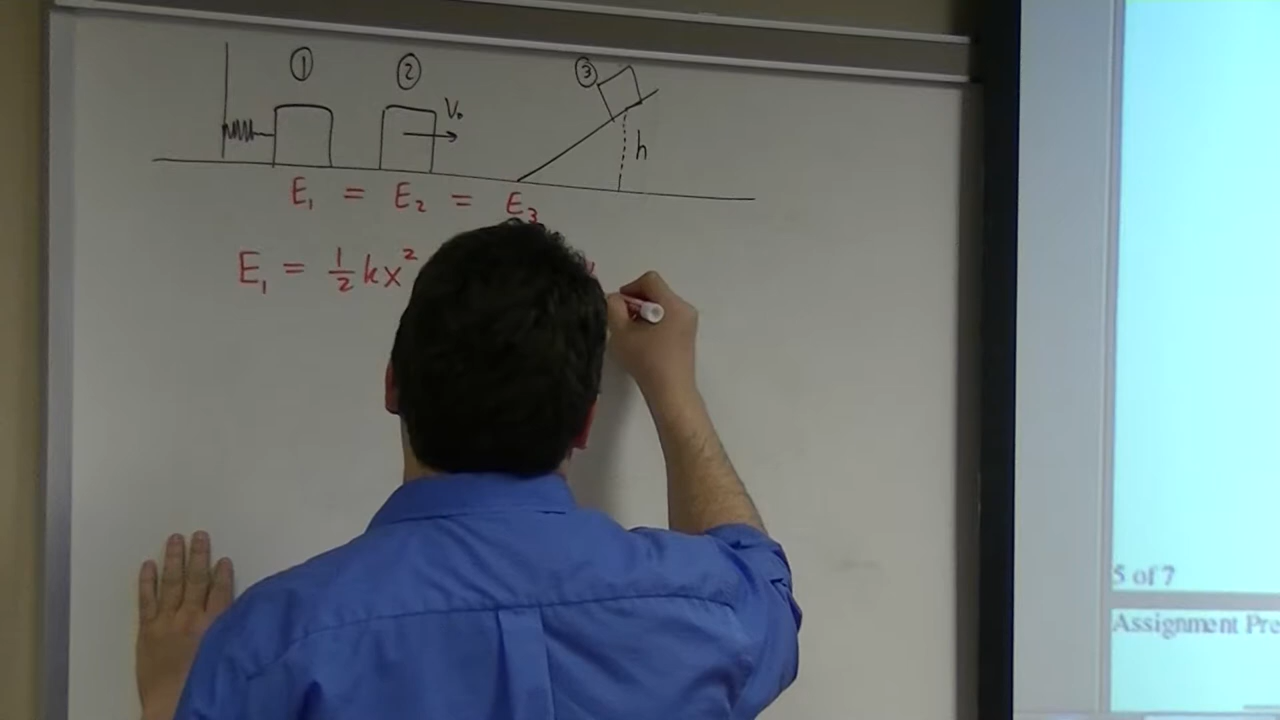 ① ② ③
V₀
h
E₁ = E₂ = E₃
E₁ = ½kx²
5 of 7
Assignment Pre